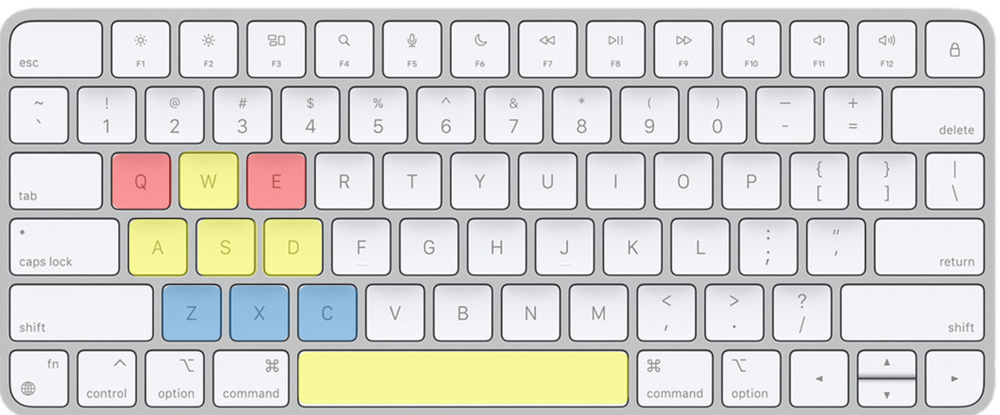 esc F1 F2 F3 F4 F5 F6 F7 F8 F9 F10 F11 F12
~ ! @ # $ % ^ & * ( ) — +
` 1 2 3 4 5 6 7 8 9 0 - = delete
tab Q W E R T Y U I O P { } |
[ ] \
caps lock A S D F G H J K L : "
; ' return
shift Z X C V B N M < > ?
, . / shift
fn ^ ⌥ ⌘ ⌘ ⌥ ▲
control option command command option ◄ ▼ ►